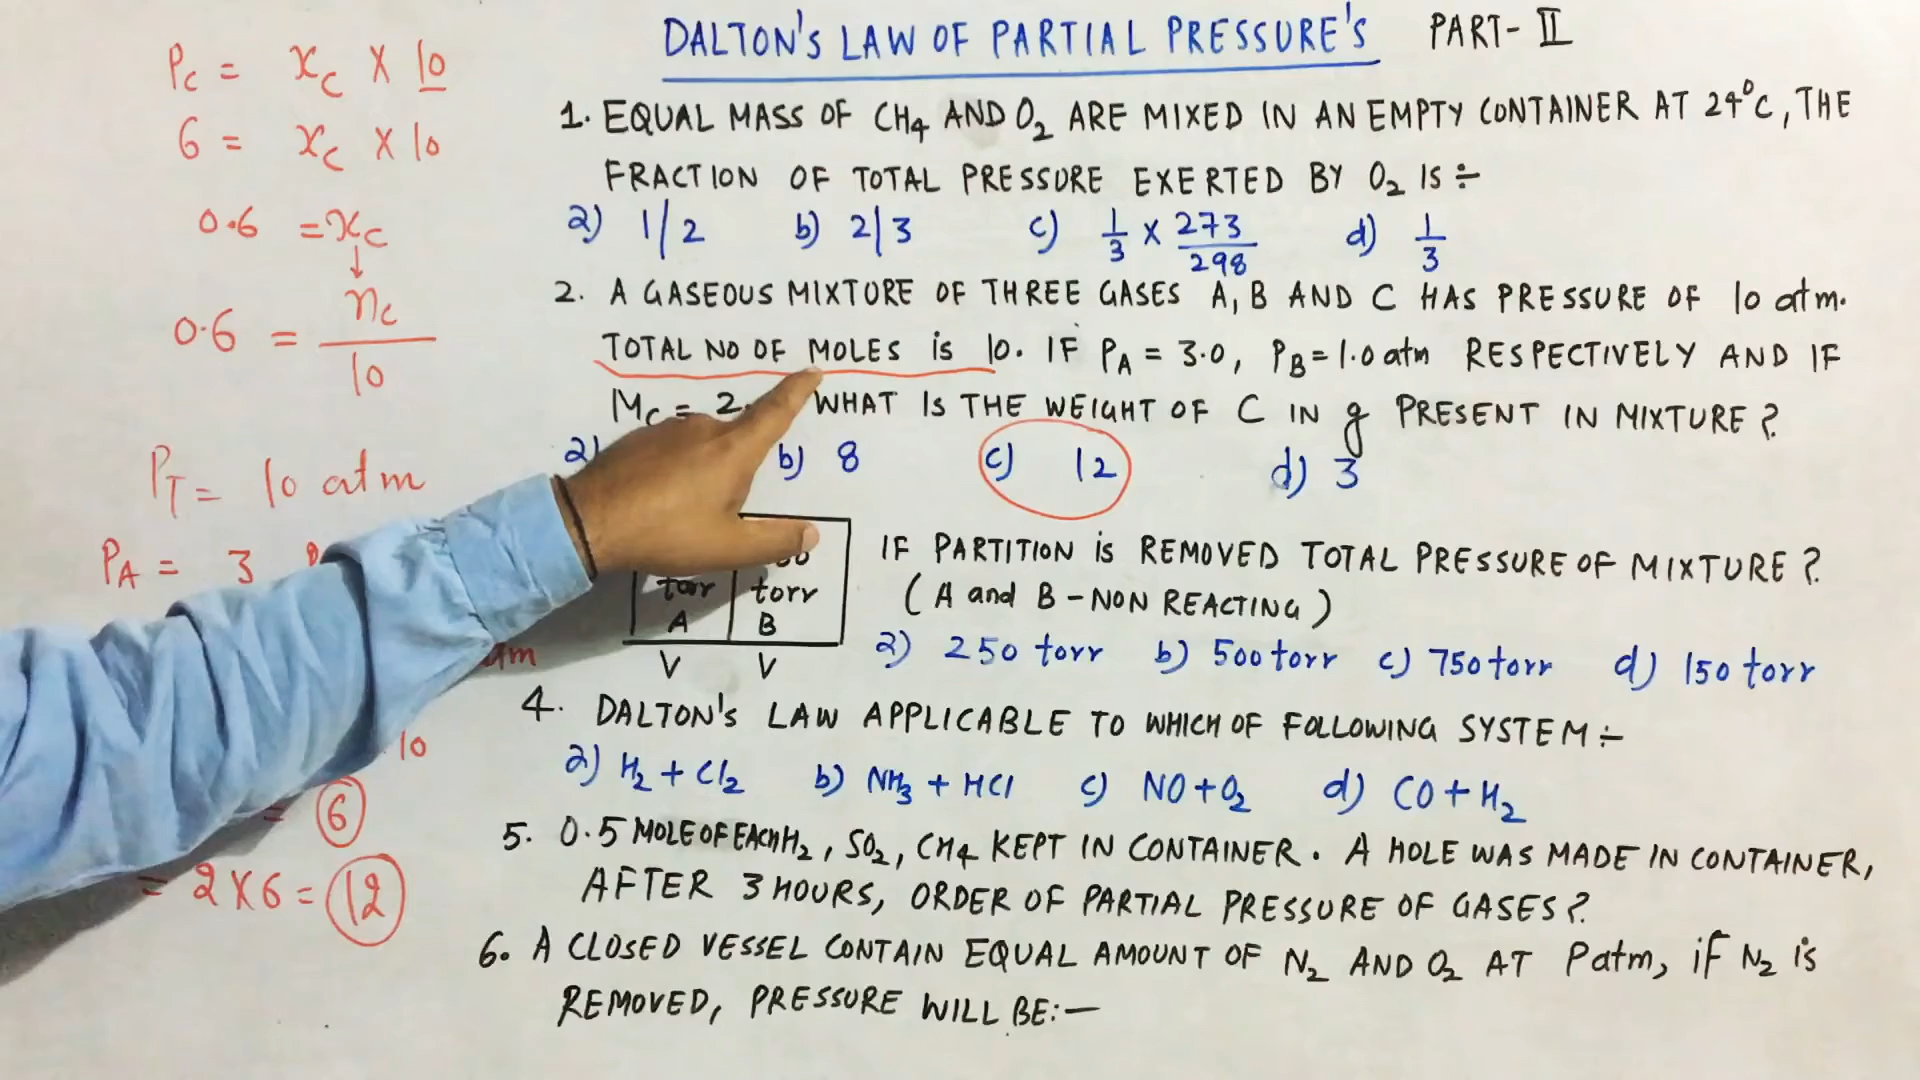 DALTON'S LAW OF PARTIAL PRESSURE'S PART-II
1. EQUAL MASS OF CH4 AND O2 ARE MIXED IN AN EMPTY CONTAINER AT 24°C, THE
FRACTION OF TOTAL PRESSURE EXERTED BY O2 IS ÷
a) 1/2 b) 2/3 c) 1/3 × 273/298 d) 1/3
2. A GASEOUS MIXTURE OF THREE GASES A, B AND C HAS PRESSURE OF 10 atm.
TOTAL NO OF MOLES is 10. IF PA = 3.0, PB = 1.0 atm RESPECTIVELY AND IF
MC = 2. WHAT IS THE WEIGHT OF C IN g PRESENT IN MIXTURE ?
a) b) 8 c) 12 d) 3
IF PARTITION is REMOVED TOTAL PRESSURE OF MIXTURE ?
(A and B - NON REACTING)
torr torr
A B
V V
a) 250 torr b) 500 torr c) 750 torr d) 150 torr
4. DALTON'S LAW APPLICABLE TO WHICH OF FOLLOWING SYSTEM ÷
a) H2 + Cl2 b) NH3 + HCl c) NO + O2 d) CO + H2
5. 0.5 MOLE OF EACH H2, SO2, CH4 KEPT IN CONTAINER. A HOLE WAS MADE IN CONTAINER,
AFTER 3 HOURS, ORDER OF PARTIAL PRESSURE OF GASES ?
6. A CLOSED VESSEL CONTAIN EQUAL AMOUNT OF N2 AND O2 AT P atm, if N2 is
REMOVED, PRESSURE WILL BE:-
PC = xC × 10
6 = xC × 10
0.6 = xC
↓
0.6 = nC/10
PT = 10 atm
PA = 3
10
= 6
= 2 × 6 = 12